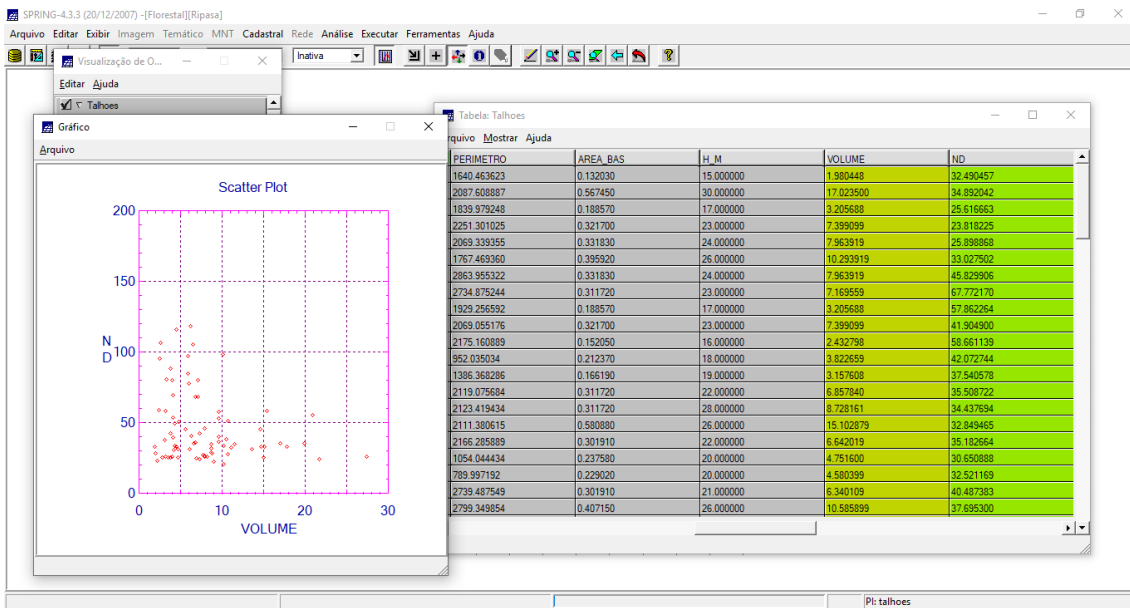 SPRING-4.3.3 (20/12/2007) -[Florestal][Ripasa]
Arquivo Editar Exibir Imagem Temático MNT Cadastral Rede Análise Executar Ferramentas Ajuda
Inativa
Visualização de O...
Editar Ajuda
V Talhoes
Gráfico
Arquivo
Scatter Plot
200
150
N
D
100
50
0
0 10 20 30
VOLUME
Tabela: Talhoes
rquivo Mostrar Ajuda
PERIMETRO AREA_BAS H_M VOLUME ND
1640.463623 0.132030 15.000000 1.980448 32.490457
2087.608887 0.567450 30.000000 17.023500 34.892042
1839.979248 0.188570 17.000000 3.205688 25.616663
2251.301025 0.321700 23.000000 7.399099 23.818225
2069.339355 0.331830 24.000000 7.963919 25.898868
1767.469360 0.395920 26.000000 10.293919 33.027502
2863.955322 0.331830 24.000000 7.963919 45.829906
2734.875244 0.311720 23.000000 7.169559 67.772170
1929.256592 0.188570 17.000000 3.205688 57.862264
2069.055176 0.321700 23.000000 7.399099 41.904900
2175.160889 0.152050 16.000000 2.432798 58.661139
952.035034 0.212370 18.000000 3.822659 42.072744
1386.368286 0.166190 19.000000 3.157608 37.540578
2119.075684 0.311720 22.000000 6.857840 35.508722
2123.419434 0.311720 28.000000 8.728161 34.437694
2111.380615 0.580880 26.000000 15.102879 32.849465
2166.285889 0.301910 22.000000 6.642019 35.182664
1054.044434 0.237580 20.000000 4.751600 30.650888
789.997192 0.229020 20.000000 4.580399 32.521169
2739.487549 0.301910 21.000000 6.340109 40.487383
2799.349854 0.407150 26.000000 10.585899 37.695300
PI: talhoes